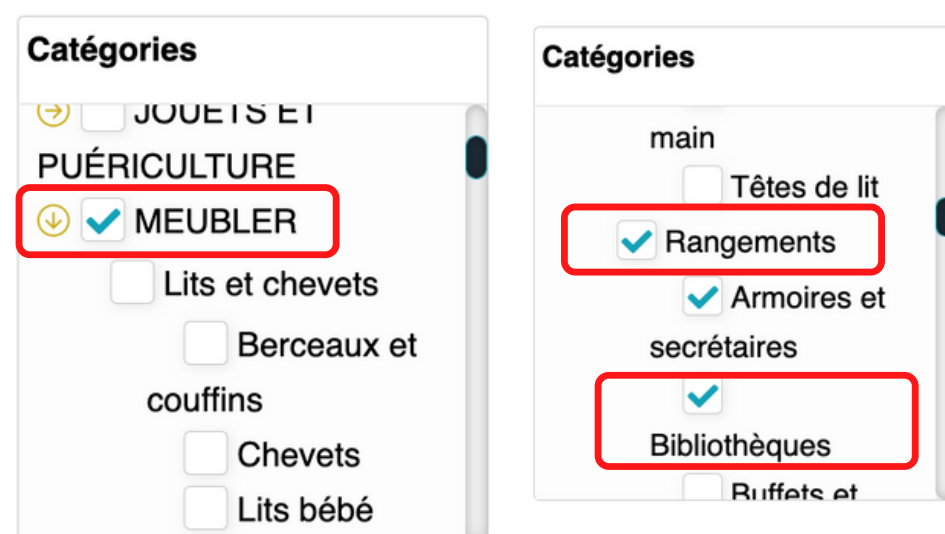 Catégories
JOUETS ET
PUÉRICULTURE
MEUBLER
Lits et chevets
Berceaux et
couffins
Chevets
Lits bébé
Catégories
main
Têtes de lit
Rangements
Armoires et
secrétaires
Bibliothèques
Buffets et